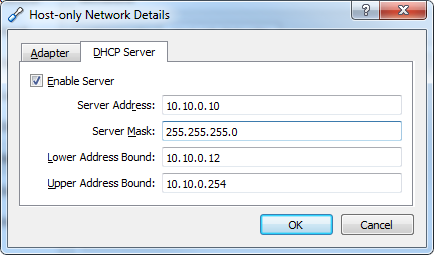 Host-only Network Details
Adapter
DHCP Server
Enable Server
Server Address: 10.10.0.10
Server Mask: 255.255.255.0
Lower Address Bound: 10.10.0.12
Upper Address Bound: 10.10.0.254
OK Cancel